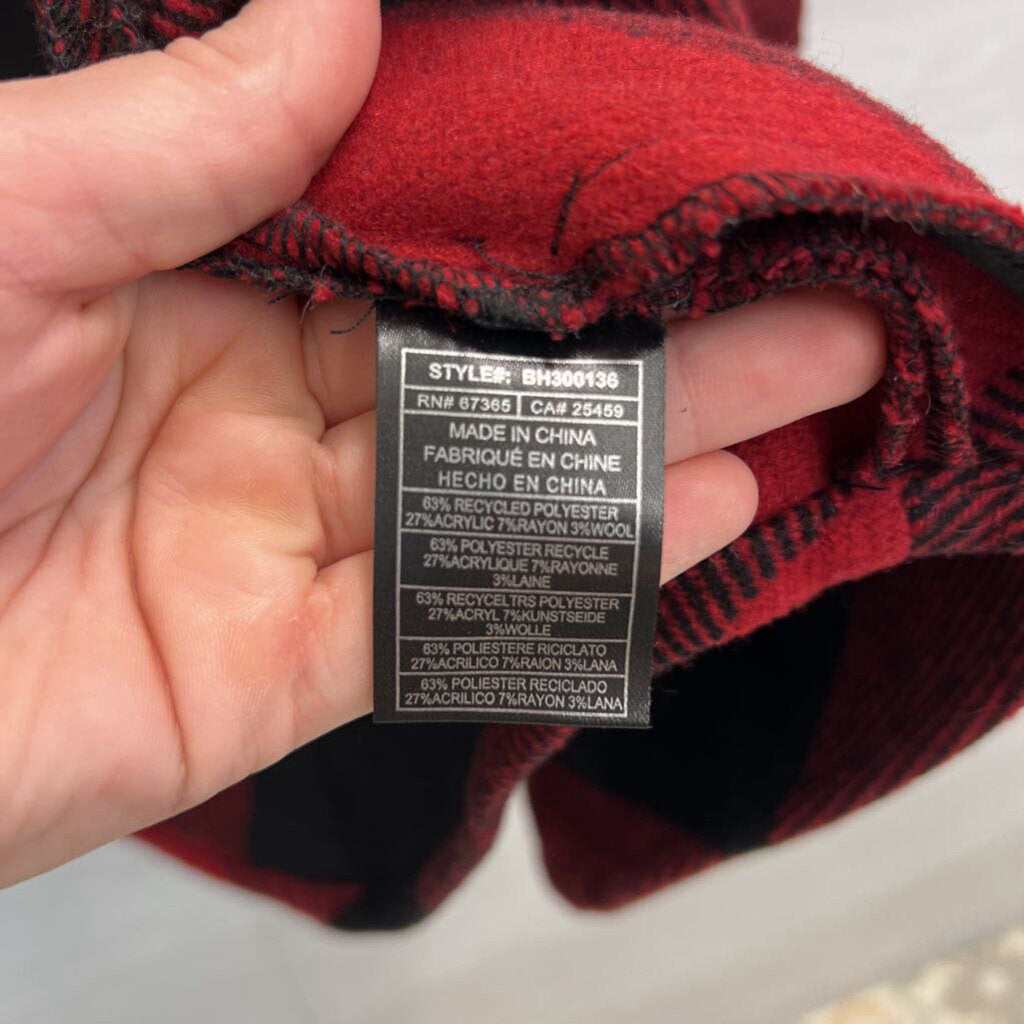 STYLE#: BH300136
RN# 67365 CA# 25459
MADE IN CHINA
FABRIQUÉ EN CHINE
HECHO EN CHINA
63% RECYCLED POLYESTER
27%ACRYLIC 7%RAYON 3%WOOL
63% POLYESTER RECYCLE
27%ACRYLIQUE 7%RAYONNE
3%LAINE
63% RECYCELTRS POLYESTER
27%ACRYL 7%KUNSTSEIDE
3%WOLLE
63% POLIESTERE RICICLATO
27%ACRILICO 7%RAION 3%LANA
63% POLIESTER RECICLADO
27%ACRILICO 7%RAYON 3%LANA